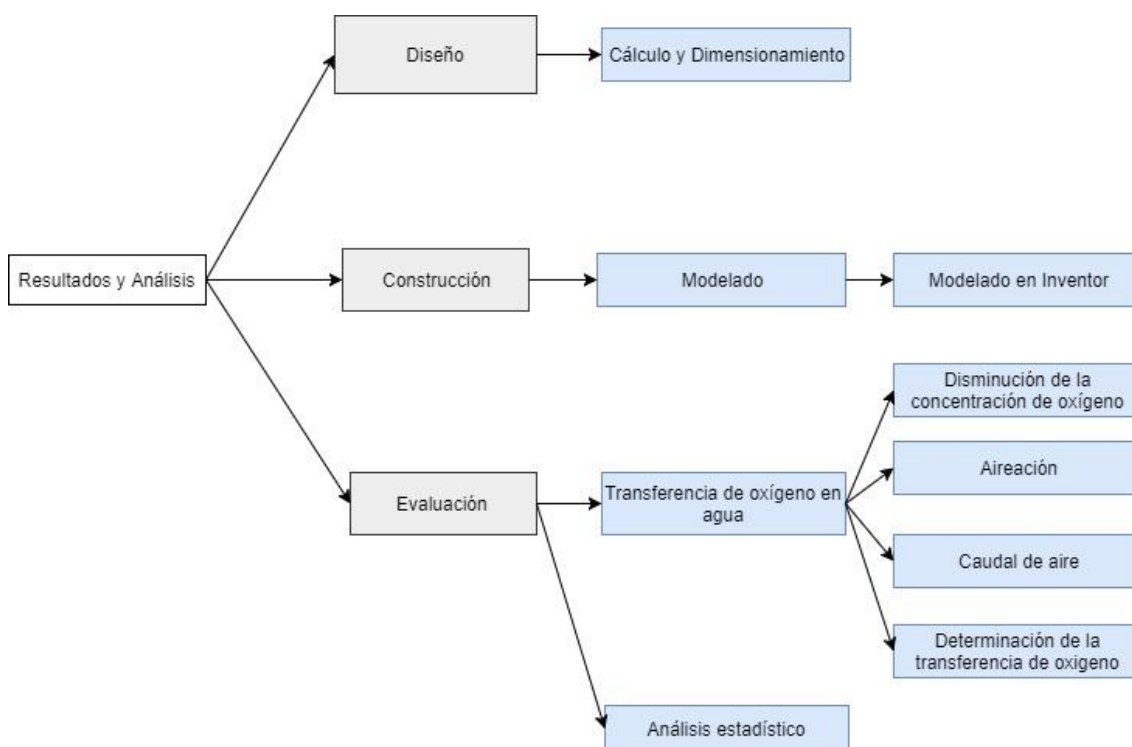 Diseño
Cálculo y Dimensionamiento
Resultados y Análisis
Construcción
Modelado
Modelado en Inventor
Disminución de la
concentración de oxígeno
Aireación
Evaluación
Transferencia de oxígeno en
agua
Caudal de aire
Determinación de la
transferencia de oxigeno
Análisis estadístico